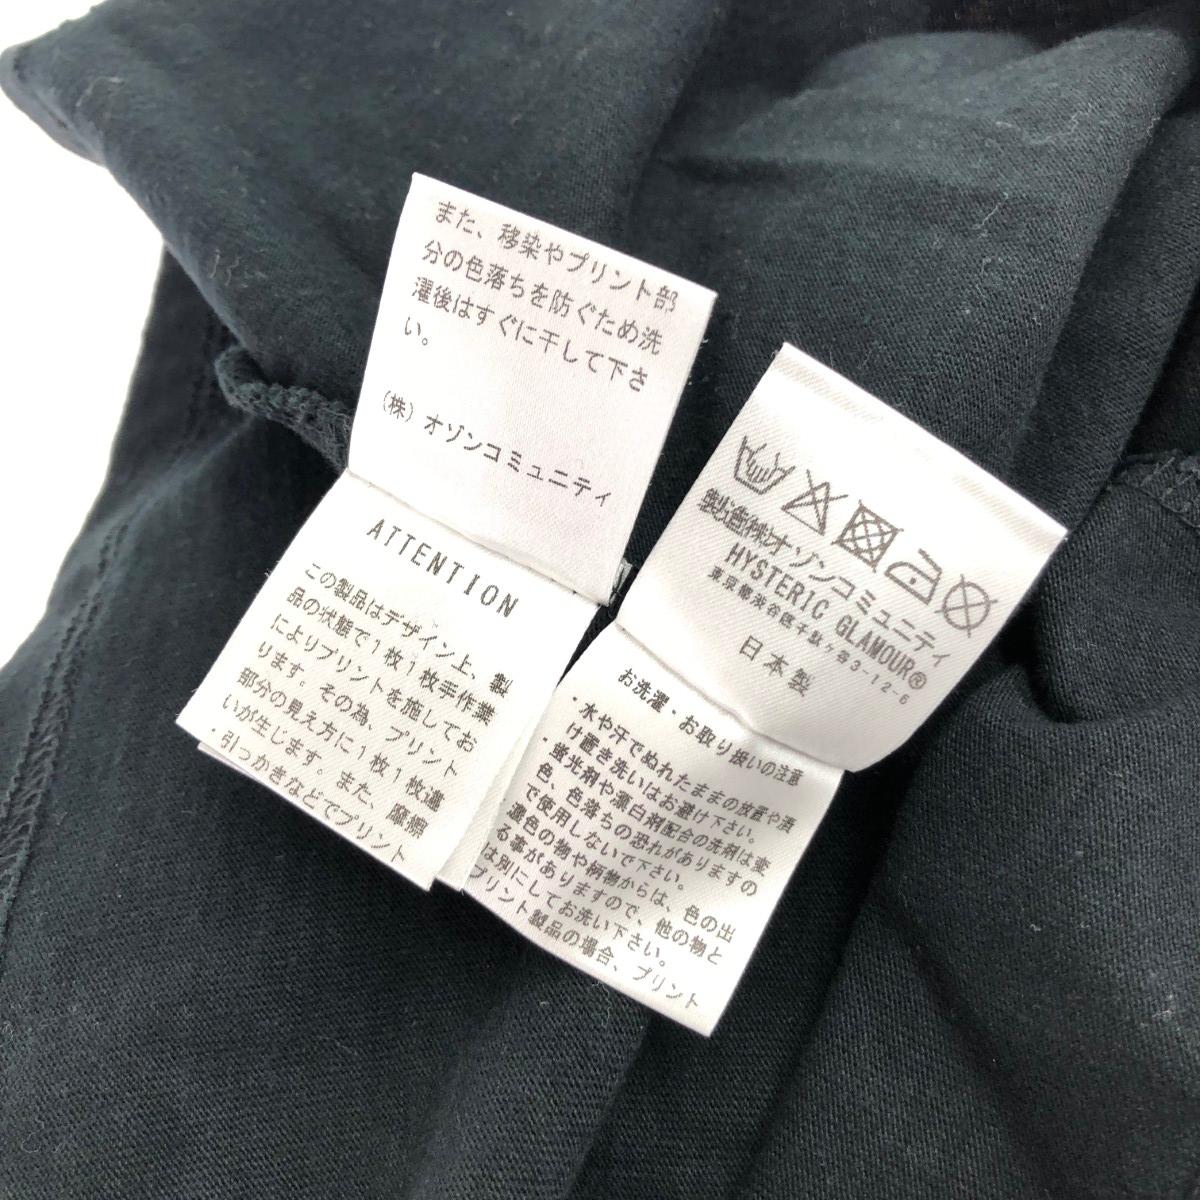 また、移染やプリント部
分の色落ちを防ぐため洗
濯後はすぐに干して下さ
い。
(株)オゾンコミュニティ
ATTENTION
この製品はデザイン上、製
品の状態で1枚1枚手作業
によりプリントを施してお
ります。その為、プリント
部分の見え方に1枚1枚違
いが生じます。また、摩擦
・引っかきなどでプリント
製造㈱オゾンコミュニティ
HYSTERIC GLAMOUR®
東京都渋谷区千駄ヶ谷3-12-6
日本製
お洗濯・お取り扱いの注意
・水や汗でぬれたままの放置や漬
け置き洗いはお避け下さい。
・蛍光剤や漂白剤配合の洗剤は変
色、色落ちの恐れがありますの
で使用しないで下さい。
濃色の物や柄物からは、色の出
る事がありますので、他の物と
は別にしてお洗い下さい。
プリント製品の場合、プリント